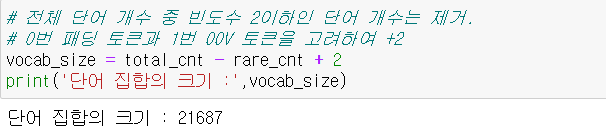 # 전체 단어 개수 중 빈도수 2이하인 단어 개수는 제거.
# 0번 패딩 토큰과 1번 OOV 토큰을 고려하여 +2
vocab_size = total_cnt - rare_cnt + 2
print('단어 집합의 크기 :',vocab_size)
단어 집합의 크기 : 21687